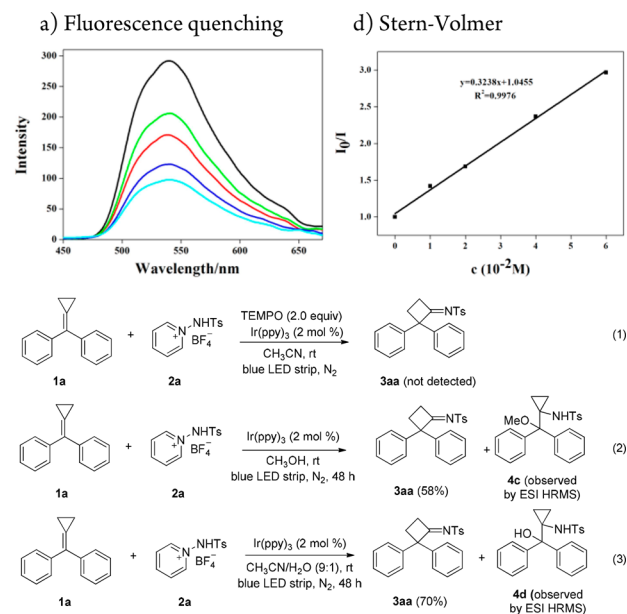 a) Fluorescence quenching
d) Stern-Volmer
300
250
200
150
100
50
0
450
500
550
600
650
Intensity
Wavelength/nm
3.0
2.5
2.0
1.5
1.0
0
1
2
3
4
5
6
I0/I
c (10-2M)
y=0.3238x+1.0455
R2=0.9976
1a
+
N
+
NHTs
BF4−
2a
TEMPO (2.0 equiv)
Ir(ppy)3 (2 mol %)
CH3CN, rt
blue LED strip, N2
NTs
3aa (not detected)
(1)
1a
+
N
+
NHTs
BF4−
2a
Ir(ppy)3 (2 mol %)
CH3OH, rt
blue LED strip, N2, 48 h
NTs
3aa (58%)
+
MeO
NHTs
4c (observed
by ESI HRMS)
(2)
1a
+
N
+
NHTs
BF4−
2a
Ir(ppy)3 (2 mol %)
CH3CN/H2O (9:1), rt
blue LED strip, N2, 48 h
NTs
3aa (70%)
+
HO
NHTs
4d (observed
by ESI HRMS)
(3)